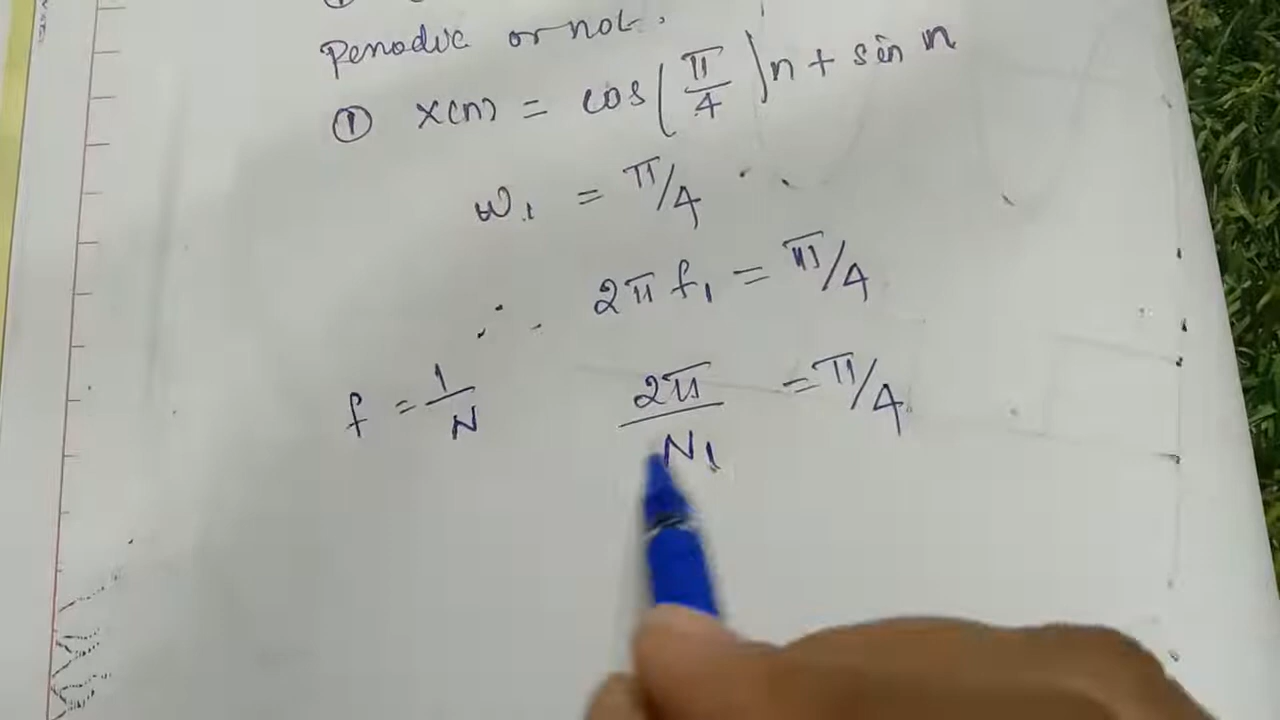 Periodic or not.
① x(n) = cos(π/4)n + sin n
ω₁ = π/4
∴ 2π f₁ = π/4
f = 1/N 2π/N₁ = π/4